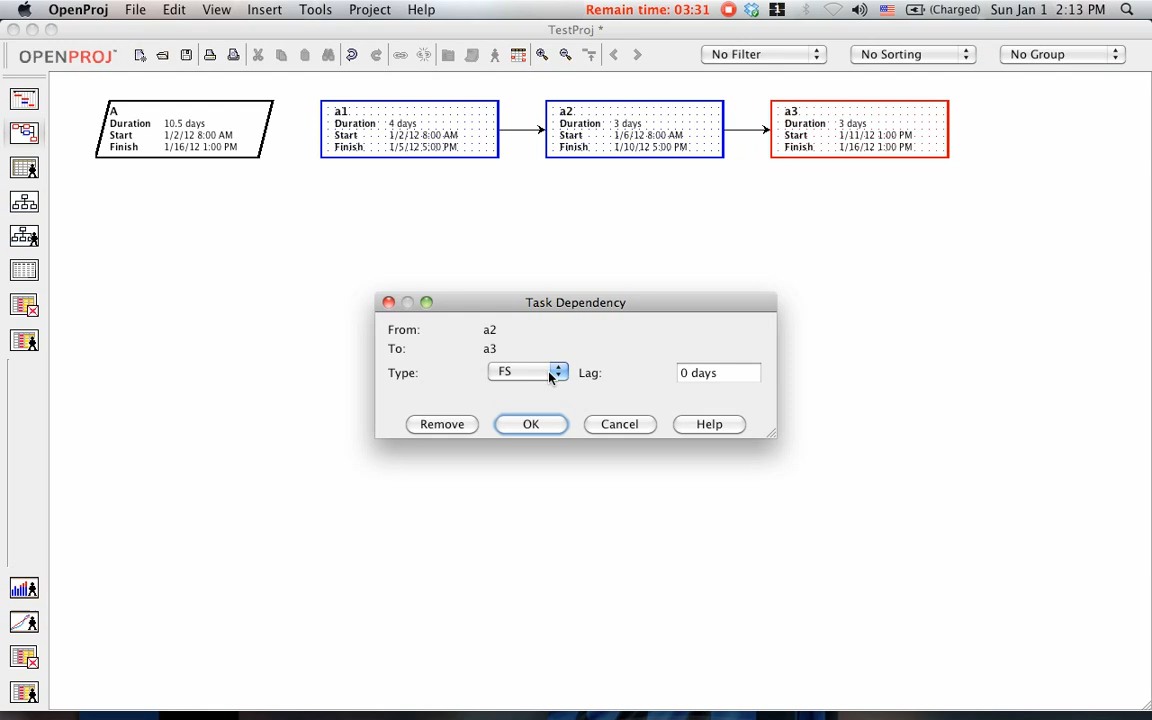 OpenProj File Edit View Insert Tools Project Help Remain time: 03:31 (Charged) Sun Jan 1 2:13 PM
TestProj *
OPENPROJ™ No Filter No Sorting No Group
A
Duration 10.5 days
Start 1/2/12 8:00 AM
Finish 1/16/12 1:00 PM
a1
Duration 4 days
Start 1/2/12 8:00 AM
Finish 1/5/12 5:00 PM
a2
Duration 3 days
Start 1/6/12 8:00 AM
Finish 1/10/12 5:00 PM
a3
Duration 3 days
Start 1/11/12 1:00 PM
Finish 1/16/12 1:00 PM
Task Dependency
From: a2
To: a3
Type: FS Lag: 0 days
Remove OK Cancel Help